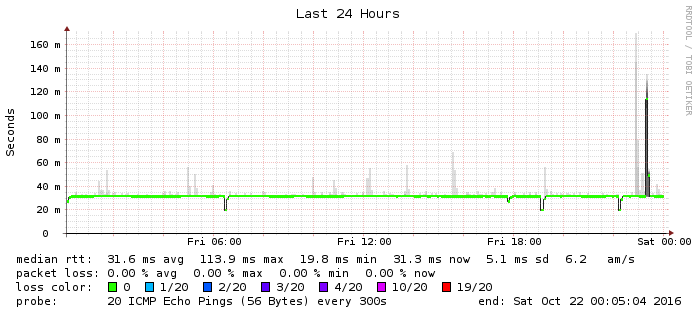 Last 24 Hours
RRDTOOL / TOBI OETIKER
Seconds
160 m
140 m
120 m
100 m
80 m
60 m
40 m
20 m
0
Fri 06:00 Fri 12:00 Fri 18:00 Sat 00:00
median rtt: 31.6 ms avg 113.9 ms max 19.8 ms min 31.3 ms now 5.1 ms sd 6.2 am/s
packet loss: 0.00 % avg 0.00 % max 0.00 % min 0.00 % now
loss color: 0 1/20 2/20 3/20 4/20 10/20 19/20
probe: 20 ICMP Echo Pings (56 Bytes) every 300s end: Sat Oct 22 00:05:04 2016